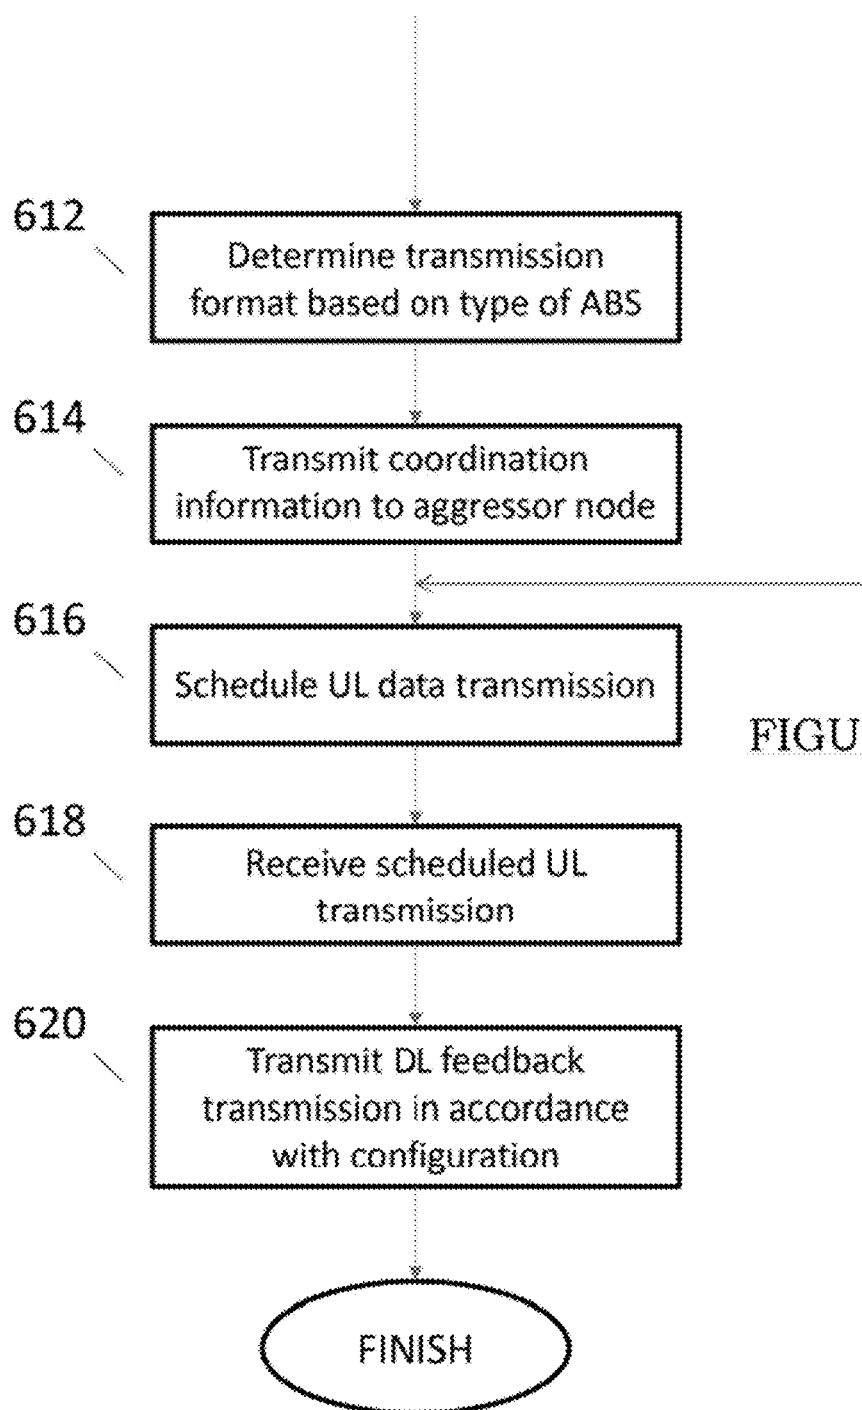 612
Determine transmission
format based on type of ABS
614
Transmit coordination
information to aggressor node
616
Schedule UL data transmission
FIGU
618
Receive scheduled UL
transmission
620
Transmit DL feedback
transmission in accordance
with configuration
FINISH